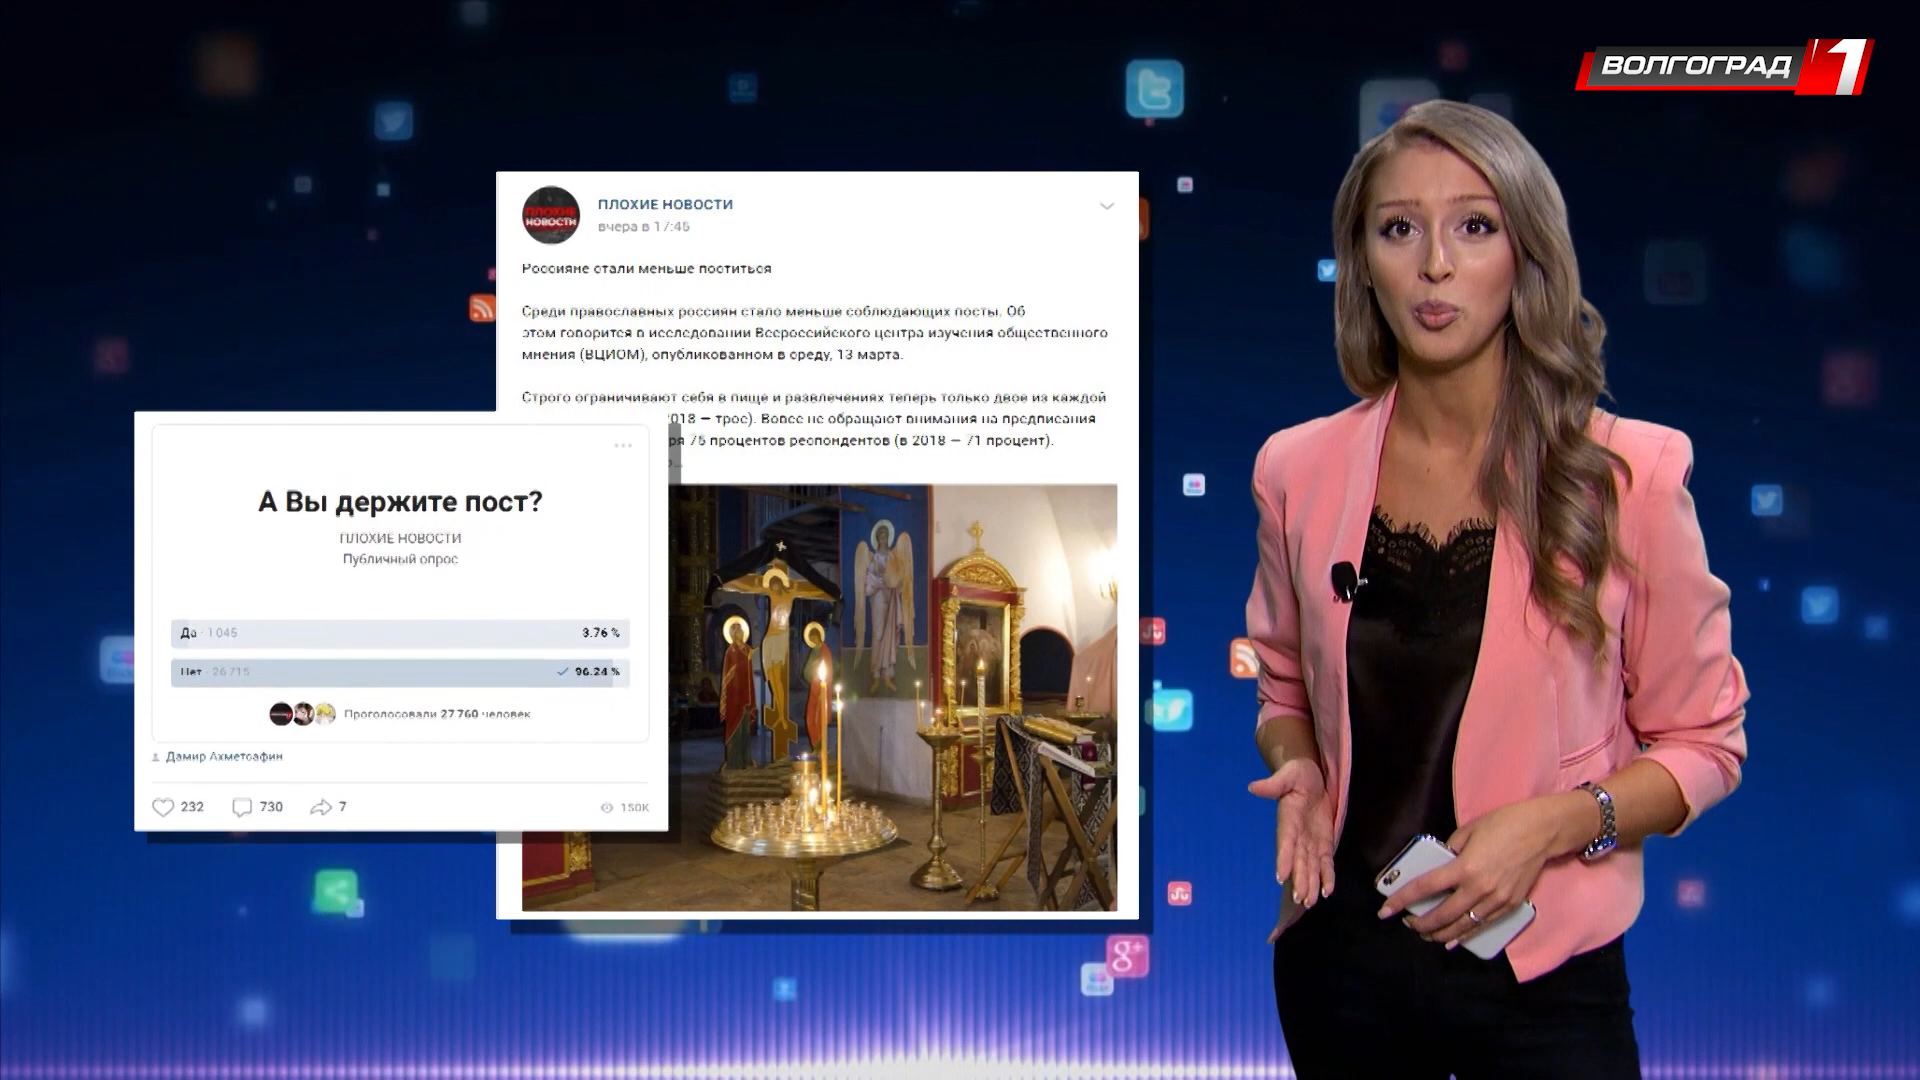 ВОЛГОГРАД 1
ПЛОХИЕ НОВОСТИ
ПЛОХИЕ НОВОСТИ
вчера в 17:45
Россияне стали меньше поститься
Среди православных россиян стало меньше соблюдающих посты. Об
этом говорится в исследовании Всероссийского центра изучения общественного
мнения (ВЦИОМ), опубликованном в среду, 13 марта.
Строго ограничивают себя в пище и развлечениях теперь только двое из каждой
018 — трое). Вовсе не обращают внимания на предписания
75 процентов респондентов (в 2018 — 71 процент).
А Вы держите пост?
ПЛОХИЕ НОВОСТИ
Публичный опрос
Да · 1 045 3.76 %
Нет · 26 715 96.24 %
Проголосовали 27 760 человек
Дамир Ахметсафин
232 730 7 150K